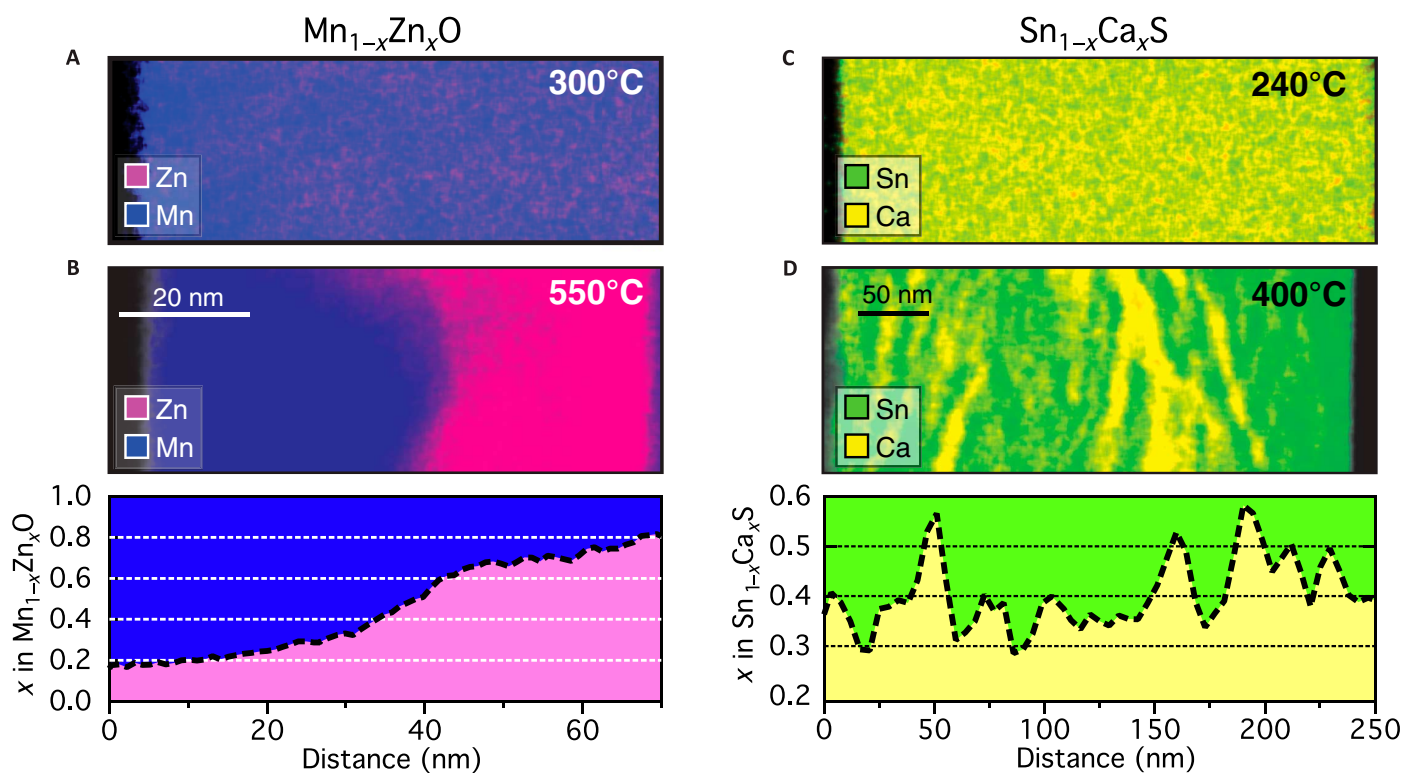 Mn1−xZnxO
A
300°C
Zn
Mn
B
20 nm
550°C
Zn
Mn
x in Mn1−xZnxO
1.0
0.8
0.6
0.4
0.2
0.0
0 20 40 60
Distance (nm)
Sn1−xCaxS
C
240°C
Sn
Ca
D
50 nm
400°C
Sn
Ca
x in Sn1−xCaxS
0.6
0.5
0.4
0.3
0.2
0 50 100 150 200 250
Distance (nm)